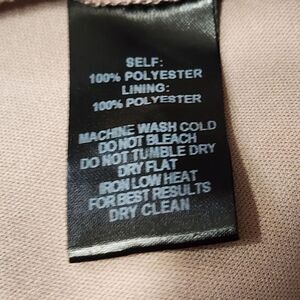 SELF:
100% POLYESTER
LINING:
100% POLYESTER
MACHINE WASH COLD
DO NOT BLEACH
DO NOT TUMBLE DRY
DRY FLAT
IRON LOW HEAT
FOR BEST RESULTS
DRY CLEAN